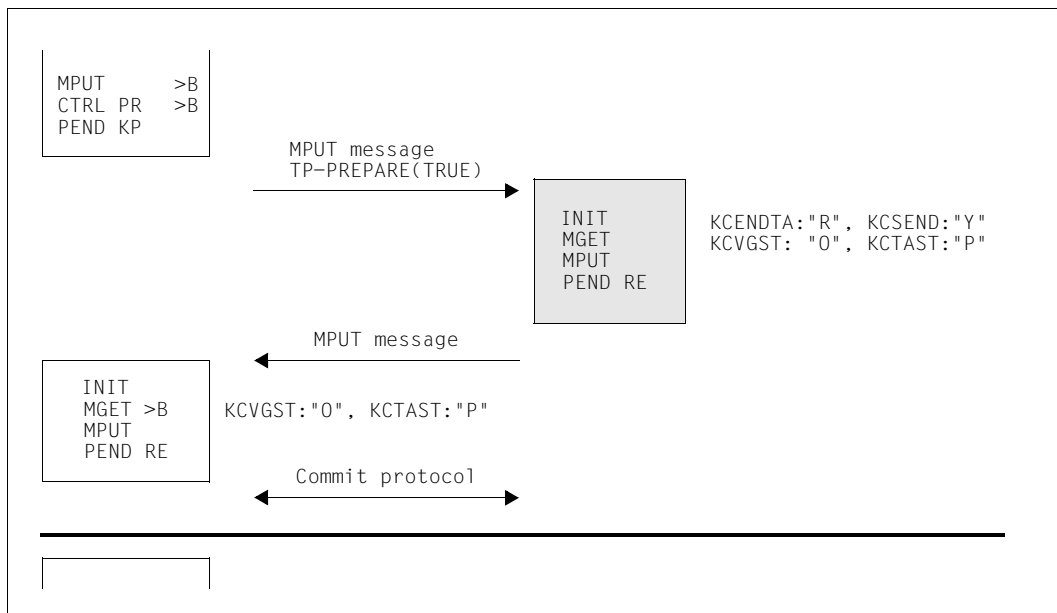 MPUT >B
CTRL PR >B
PEND KP
MPUT message
TP-PREPARE(TRUE)
INIT
MGET
MPUT
PEND RE
KCENDTA:"R", KCSEND:"Y"
KCVGST: "O", KCTAST:"P"
MPUT message
INIT
MGET >B
MPUT
PEND RE
KCVGST:"O", KCTAST:"P"
Commit protocol